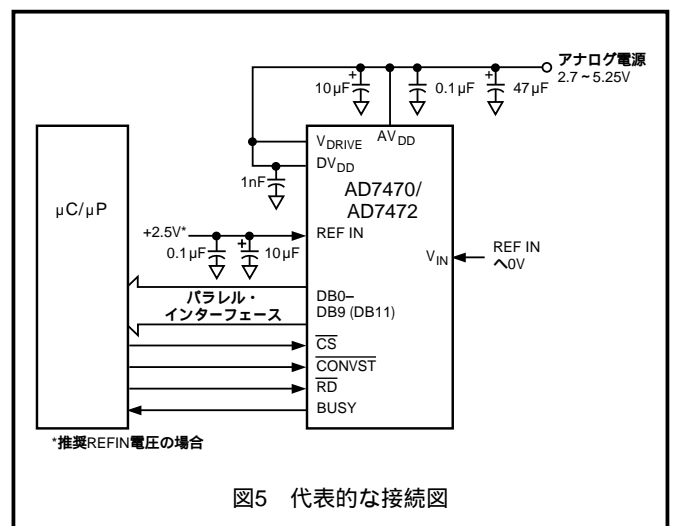 アナログ電源
2.7～5.25V
10μF
+
0.1μF
+
47μF
VDRIVE
AVDD
DVDD
1nF
AD7470/
AD7472
μC/μP
+2.5V*
REF IN
0.1μF
+
10μF
VIN
REF IN
へ0V
パラレル・
インターフェース
DB0–
DB9 (DB11)
CS
CONVST
RD
BUSY
*推奨REFIN電圧の場合
図5 代表的な接続図